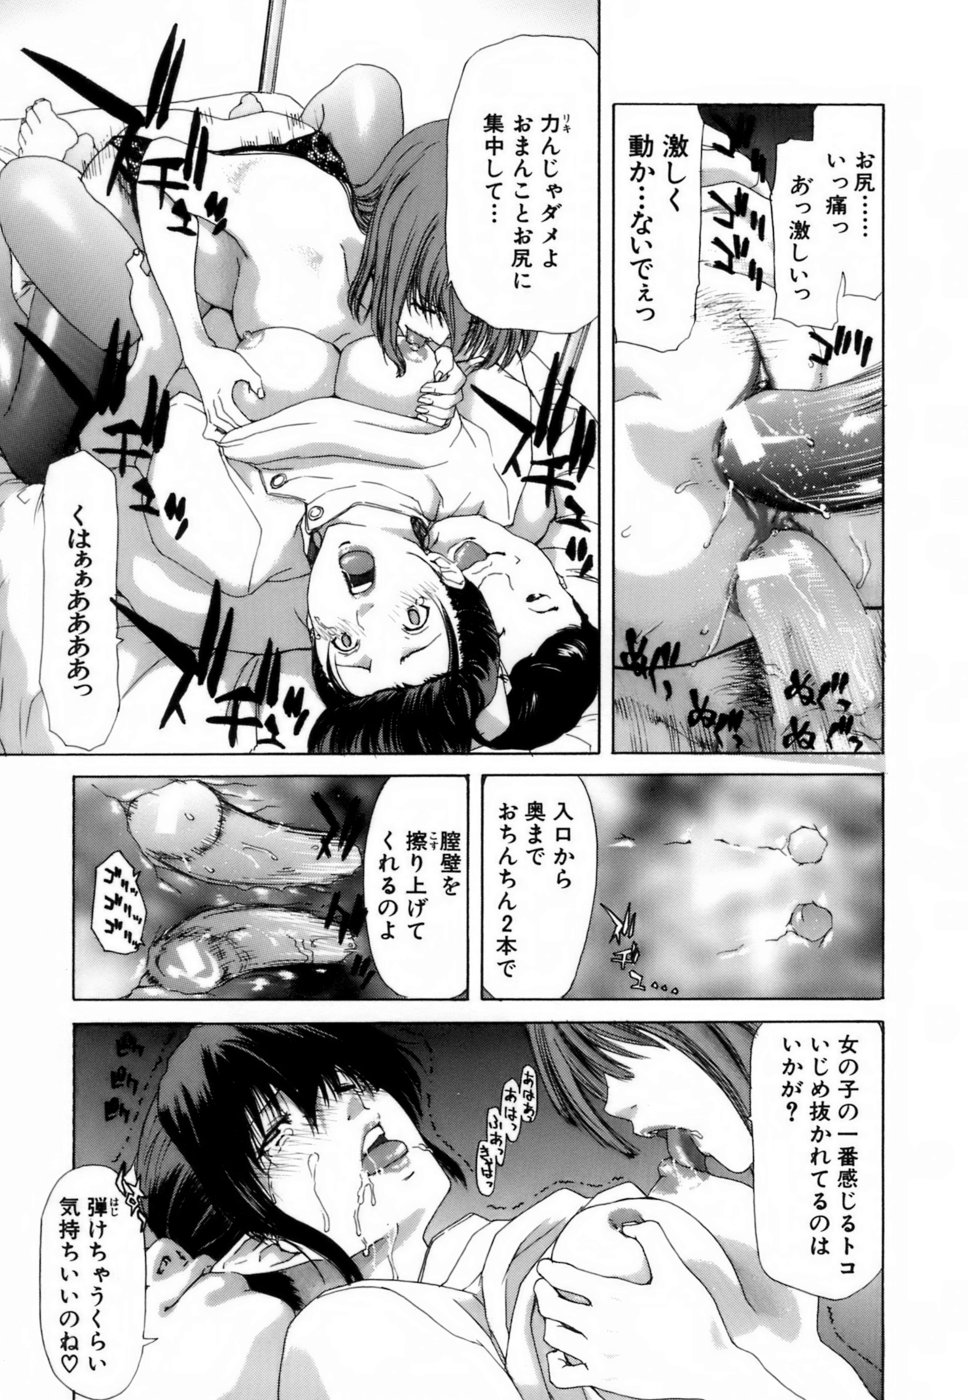 お尻……
いっ痛っ
あ゛っ激しいっ
激しく
動か…ないでぇっ
力んじゃダメよ
おまんことお尻に
集中して…
くはぁぁああああっ
入口から
奥まで
おちんちん2本で
膣壁を
擦り上げて
くれるのよ
女の子の一番感じるトコ
いじめ抜かれてるのは
いかが?
弾けちゃうくらい
気持ちいいのね♡